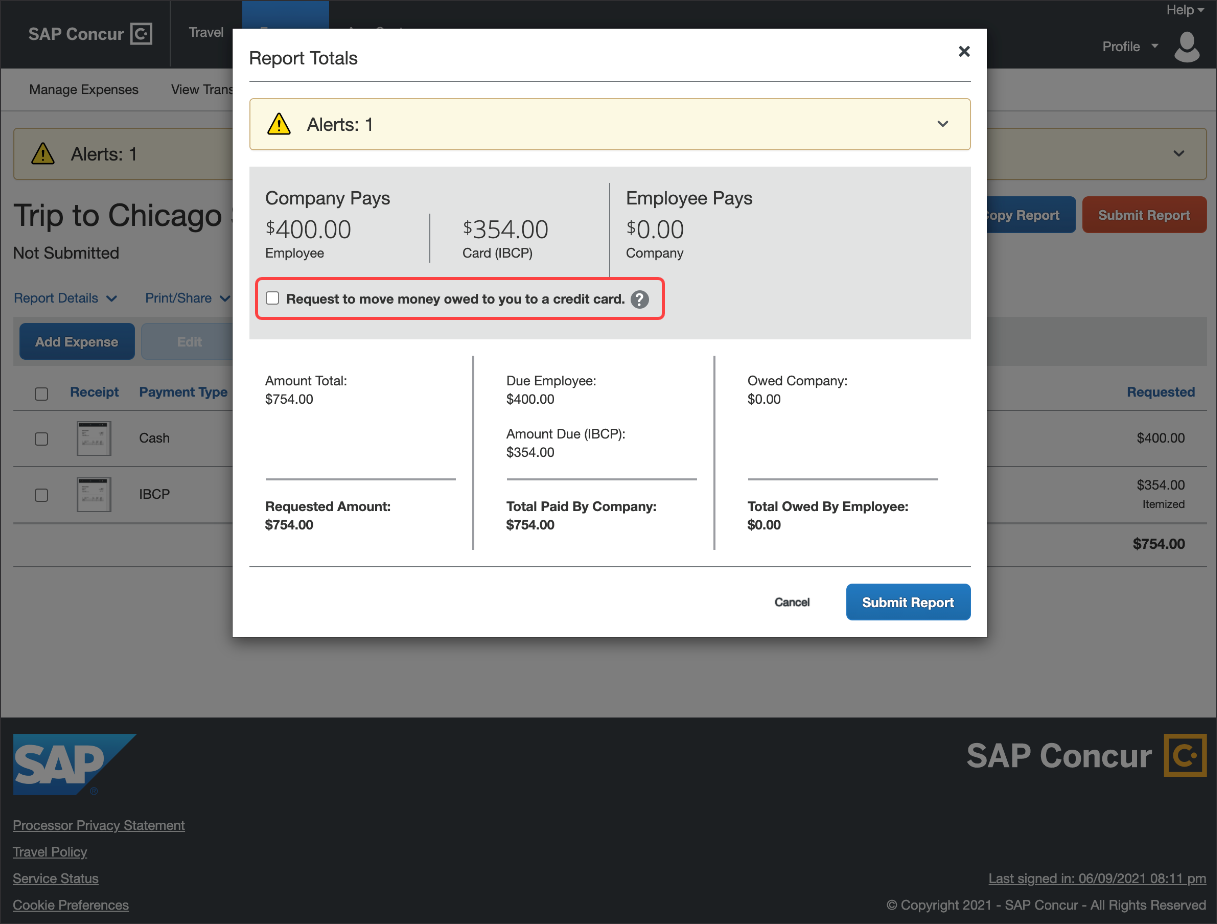 Help
SAP Concur
Travel
Profile
Manage Expenses
View Trans
Report Totals
Alerts: 1
Alerts: 1
Company Pays
Employee Pays
$400.00
$354.00
$0.00
Employee
Card (IBCP)
Company
Request to move money owed to you to a credit card. ?
Trip to Chicago
Not Submitted
opy Report
Submit Report
Report Details
Print/Share
Add Expense
Edit
Receipt
Payment Type
Requested
Cash
$400.00
IBCP
$354.00
Itemized
$754.00
Amount Total:
$754.00
Due Employee:
$400.00
Amount Due (IBCP):
$354.00
Owed Company:
$0.00
Requested Amount:
$754.00
Total Paid By Company:
$754.00
Total Owed By Employee:
$0.00
Cancel
Submit Report
SAP
SAP Concur
Processor Privacy Statement
Travel Policy
Service Status
Cookie Preferences
Last signed in: 06/09/2021 08:11 pm
© Copyright 2021 - SAP Concur - All Rights Reserved